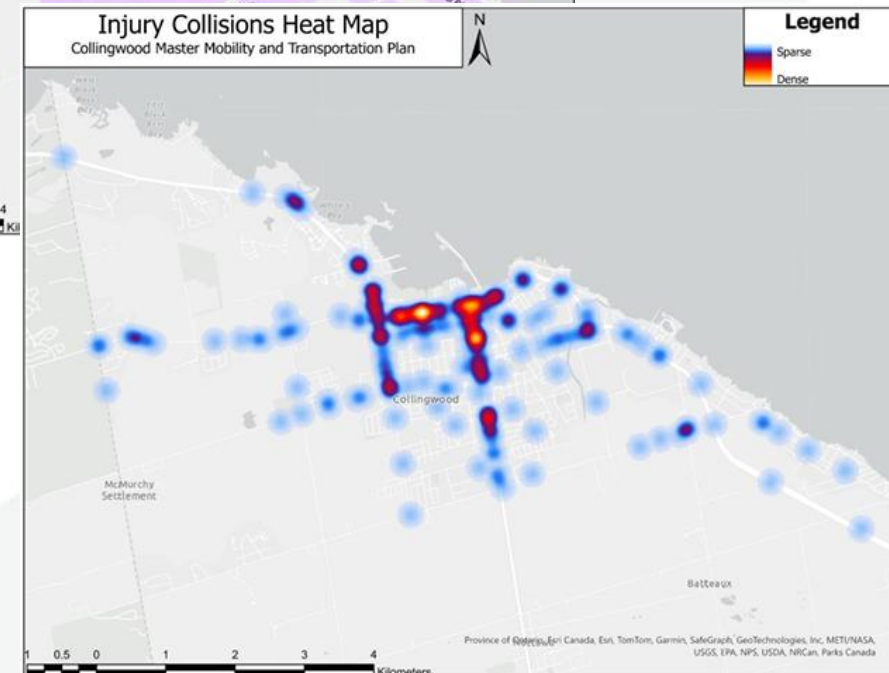 Injury Collisions Heat Map
Collingwood Master Mobility and Transportation Plan
N
Legend
Sparse
Dense
4
Kil
Collingwood
McMurchy
Settlement
Batteaux
Province of Ontario, Esri Canada, Esri, TomTom, Garmin, SafeGraph, GeoTechnologies, Inc, METI/NASA,
USGS, EPA, NPS, USDA, NRCan, Parks Canada
1 0.5 0 1 2 3 4
Kilometers